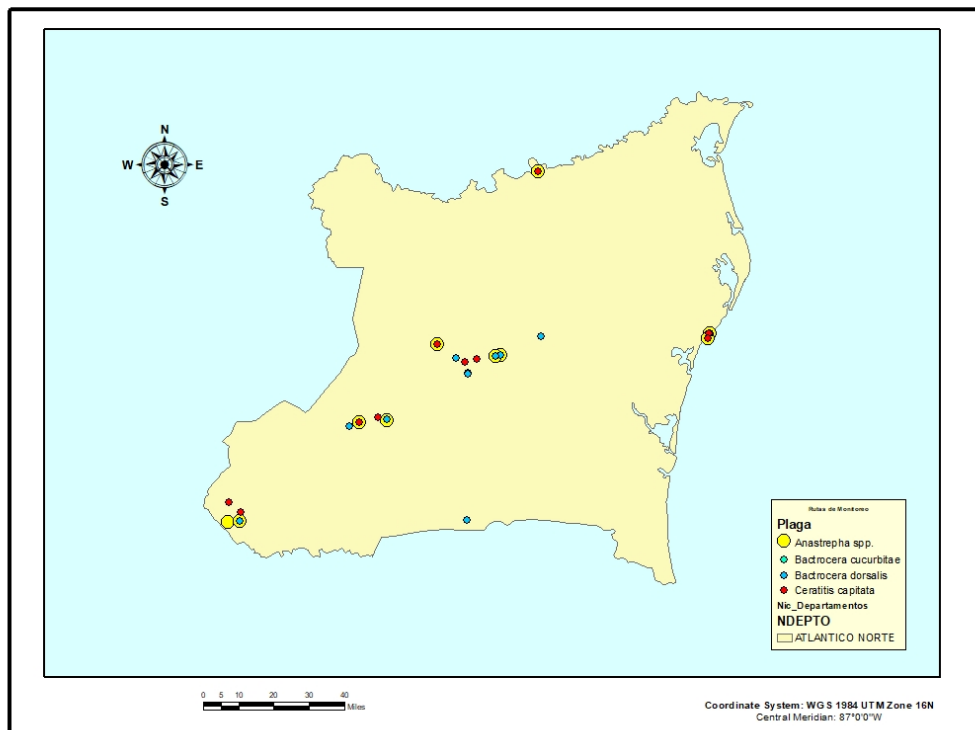 N
W E
S
Rutas de Monitoreo
Plaga
Anastrepha spp.
Bactrocera cucurbitae
Bactrocera dorsalis
Ceratitis capitata
Nic_Departamentos
NDEPTO
ATLANTICO NORTE
0 5 10 20 30 40
Miles
Coordinate System: WGS 1984 UTM Zone 16N
Central Meridian: 87°0'0"W